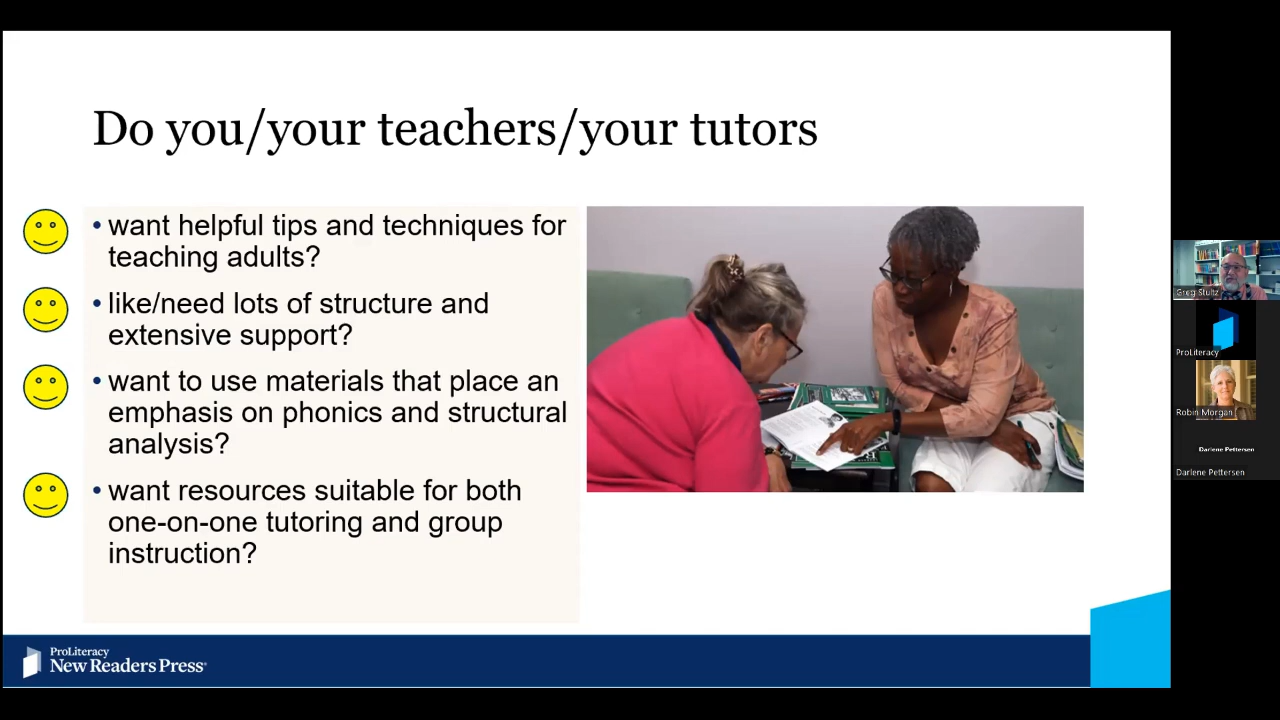 Do you/your teachers/your tutors
• want helpful tips and techniques for
teaching adults?
• like/need lots of structure and
extensive support?
• want to use materials that place an
emphasis on phonics and structural
analysis?
• want resources suitable for both
one-on-one tutoring and group
instruction?
ProLiteracy
New Readers Press
Greg Stultz
ProLiteracy
Robin Morgan
Darlene Pettersen
Darlene Pettersen